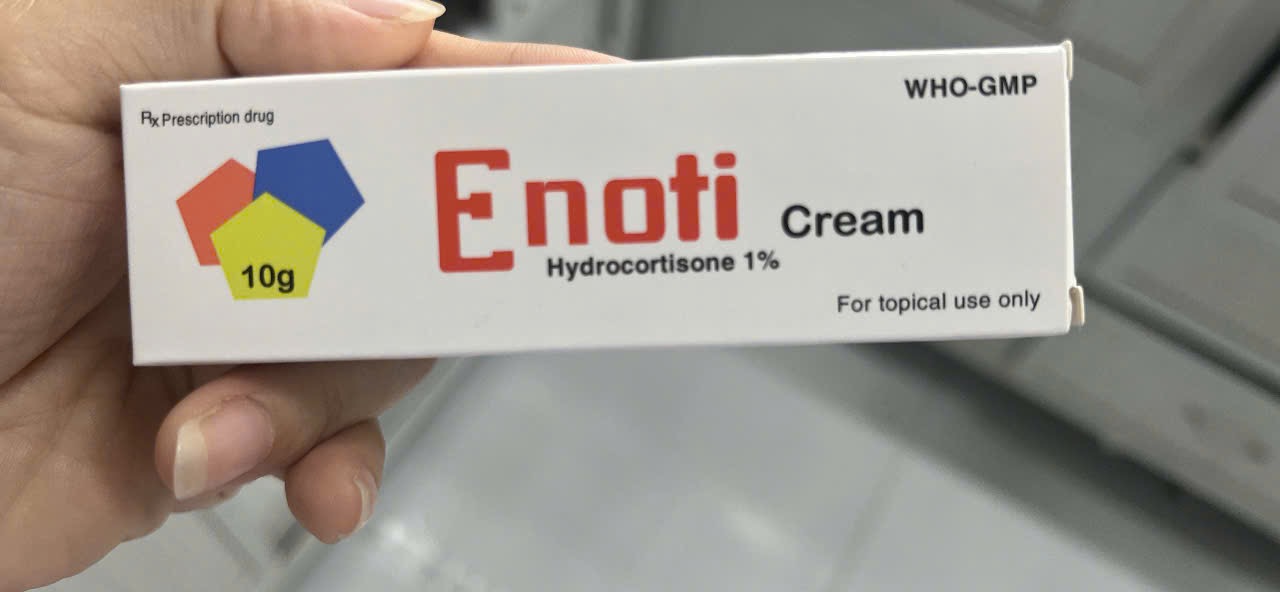 WHO-GMP
Rx Prescription drug
Enoti Cream
Hydrocortisone 1%
10g
For topical use only